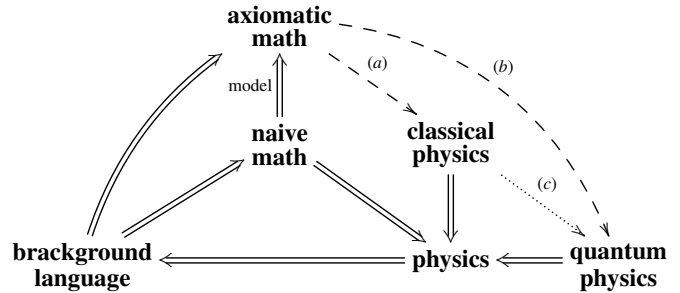 axiomatic
math
(a)
(b)
model
naive
math
classical
physics
(c)
brackground
language
physics
quantum
physics